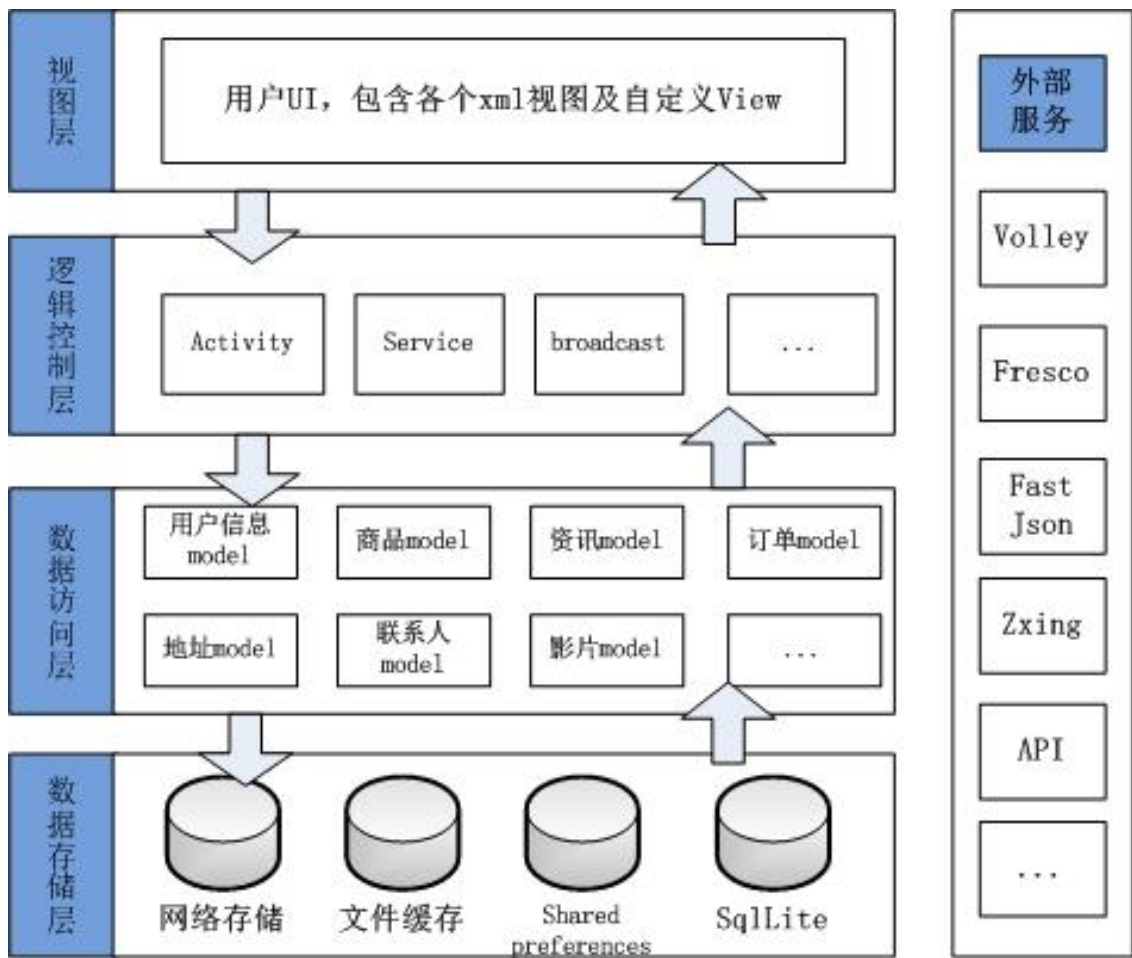 视图层
用户UI，包含各个xml视图及自定义View
逻辑控制层
Activity
Service
broadcast
...
数据访问层
用户信息
model
商品model
资讯model
订单model
地址model
联系人
model
影片model
...
数据存储层
网络存储
文件缓存
Shared
preferences
SqlLite
外部
服务
Volley
Fresco
Fast
Json
Zxing
API
...